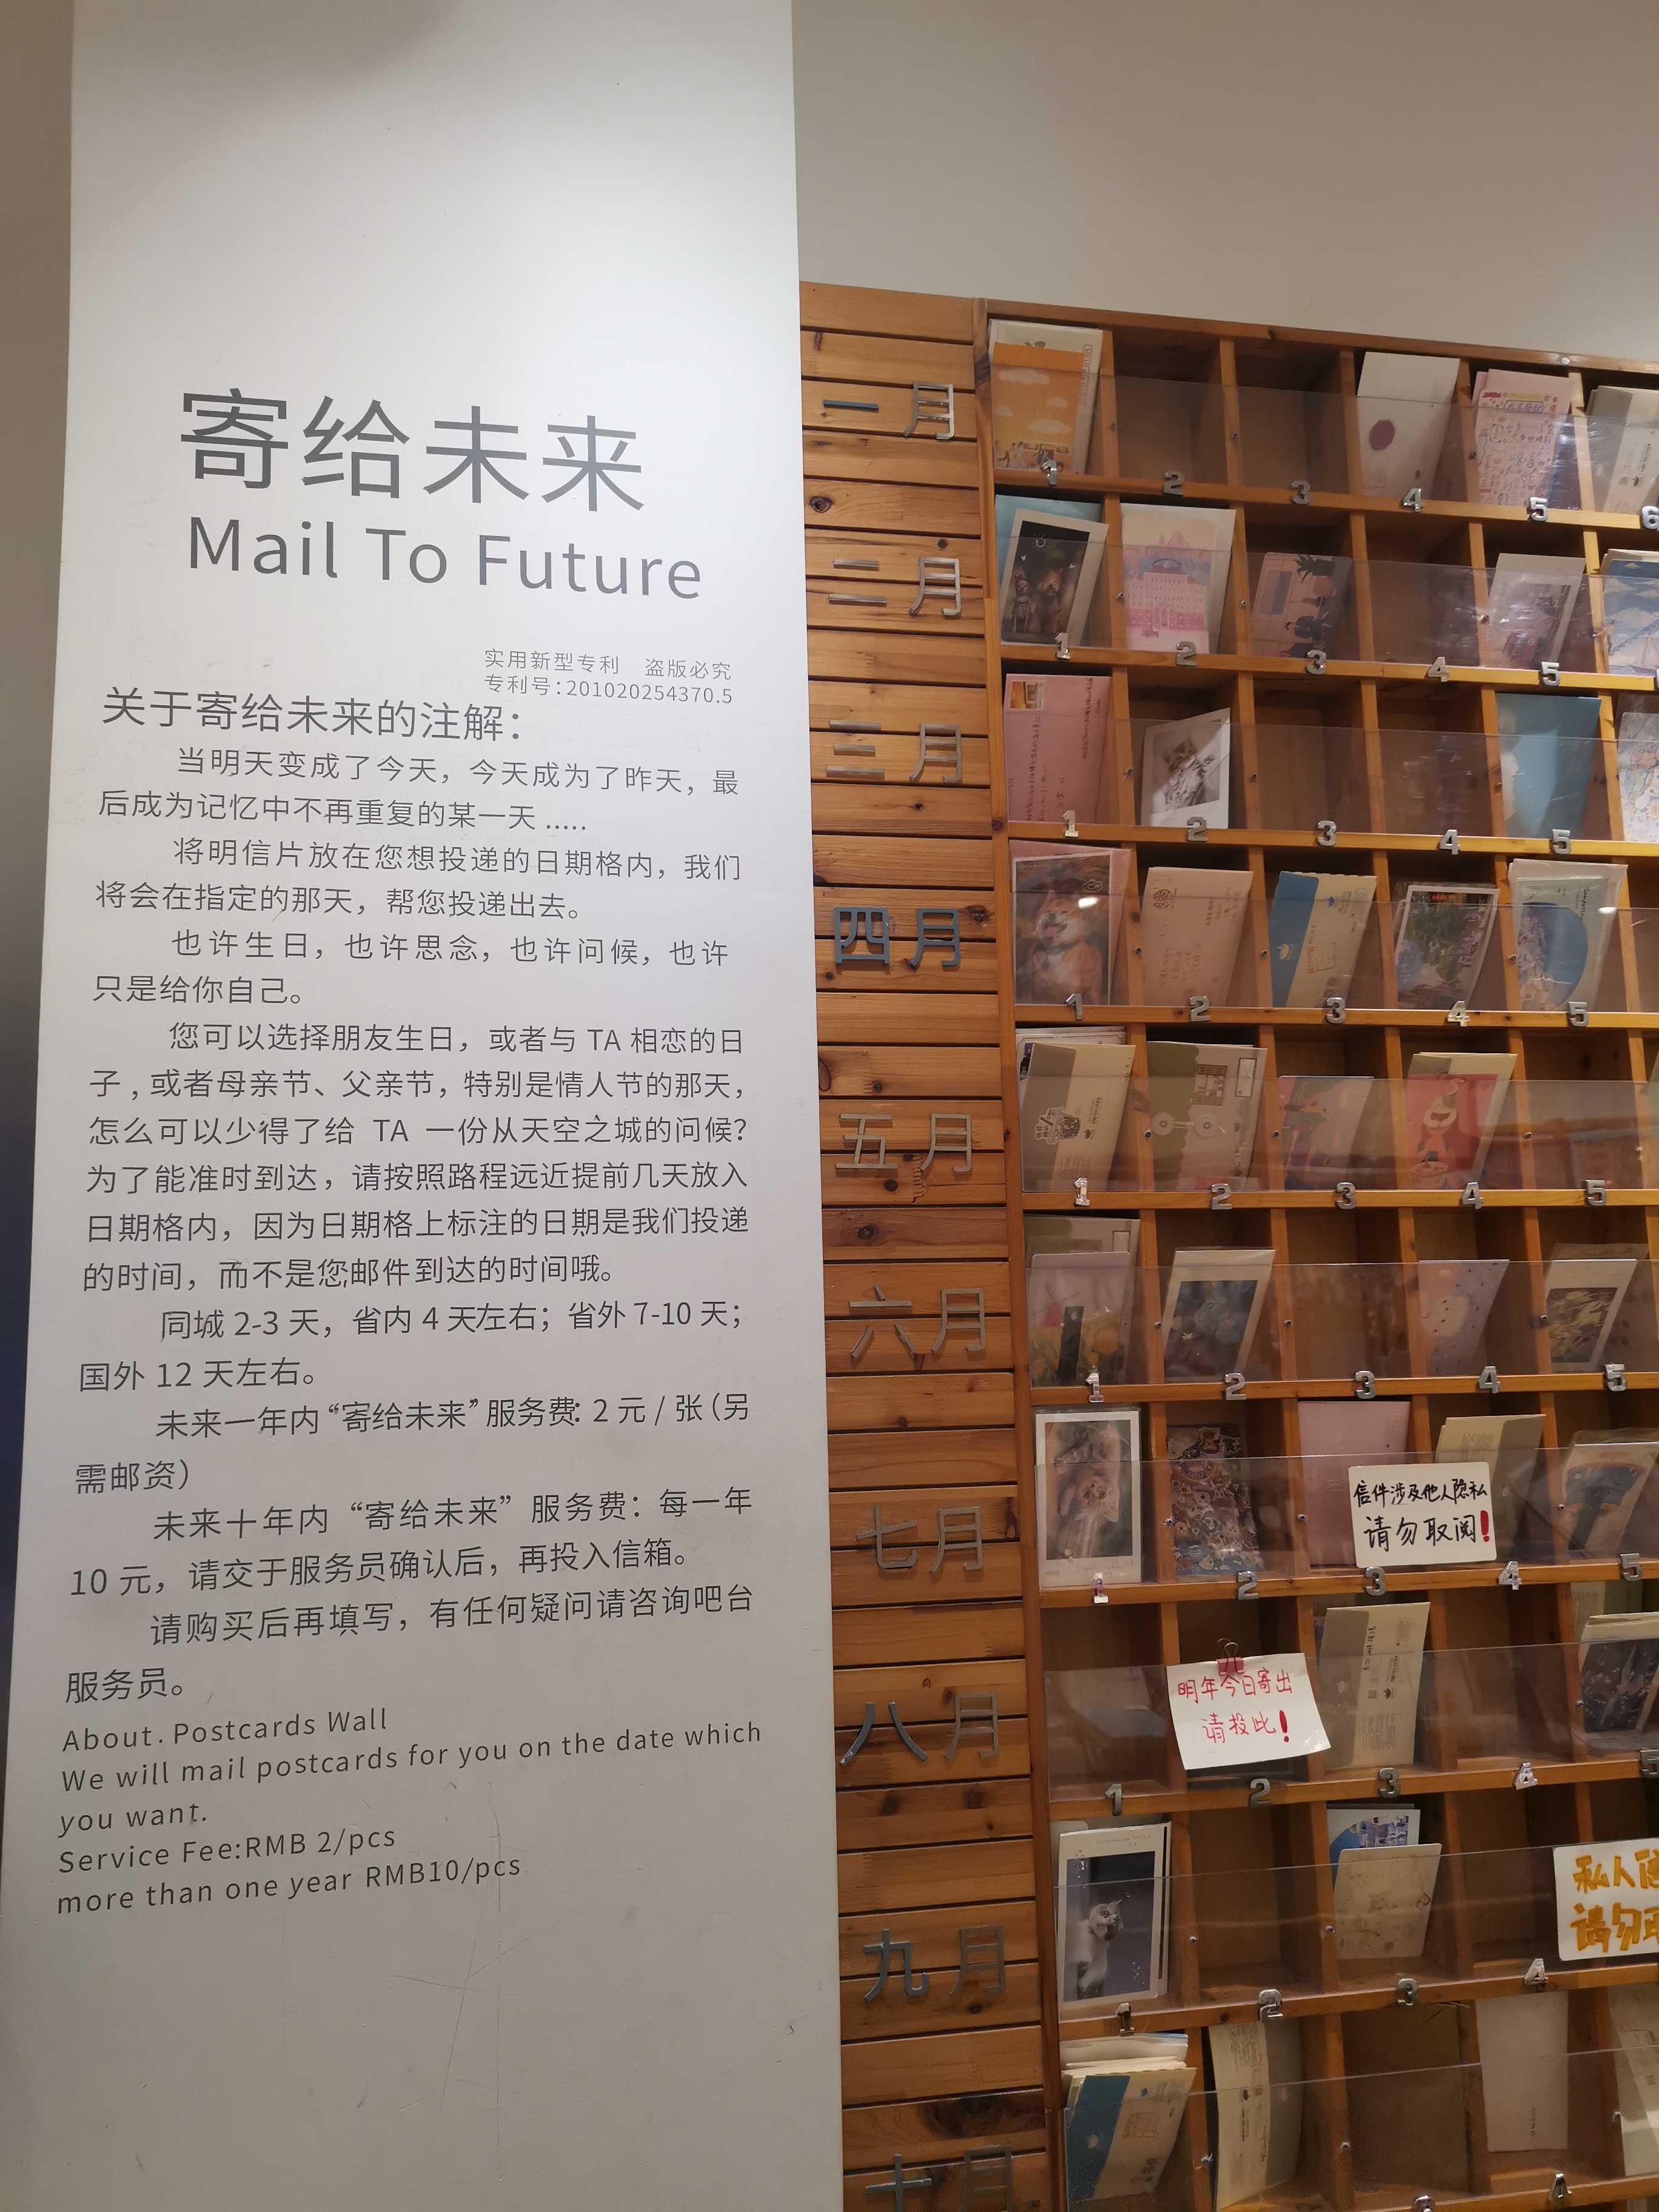 寄给未来
Mail To Future
实用新型专利 盗版必究
专利号:201020254370.5
关于寄给未来的注解：
当明天变成了今天，今天成为了昨天，最
后成为记忆中不再重复的某一天 .....
将明信片放在您想投递的日期格内，我们
将会在指定的那天，帮您投递出去。
也许生日，也许思念，也许问候，也许
只是给你自己。
您可以选择朋友生日，或者与 TA 相恋的日
子 , 或者母亲节、父亲节，特别是情人节的那天，
怎么可以少得了给 TA 一份从天空之城的问候？
为了能准时到达，请按照路程远近提前几天放入
日期格内，因为日期格上标注的日期是我们投递
的时间，而不是您邮件到达的时间哦。
同城 2-3 天，省内 4 天左右；省外 7-10 天；
国外 12 天左右。
未来一年内“寄给未来”服务费: 2 元 / 张（另
需邮资）
未来十年内“寄给未来”服务费：每一年
10 元，请交于服务员确认后，再投入信箱。
请购买后再填写，有任何疑问请咨询吧台
服务员。
About. Postcards Wall
We will mail postcards for you on the date which
you want.
Service Fee:RMB 2/pcs
more than one year RMB10/pcs
一月
1 2 3 4 5 6
二月
1 2 3 4 5
三月
1 2 3 4 5
四月
1 2 3 4 5
五月
1 2 3 4 5
六月
1 2 3 4 5
七月
信件涉及他人隐私
请勿取阅!
1 2 3 4 5
八月
明年今日寄出
请投此!
1 2 3 4 5
九月
私人
请勿
1 2 3 4
十月
4